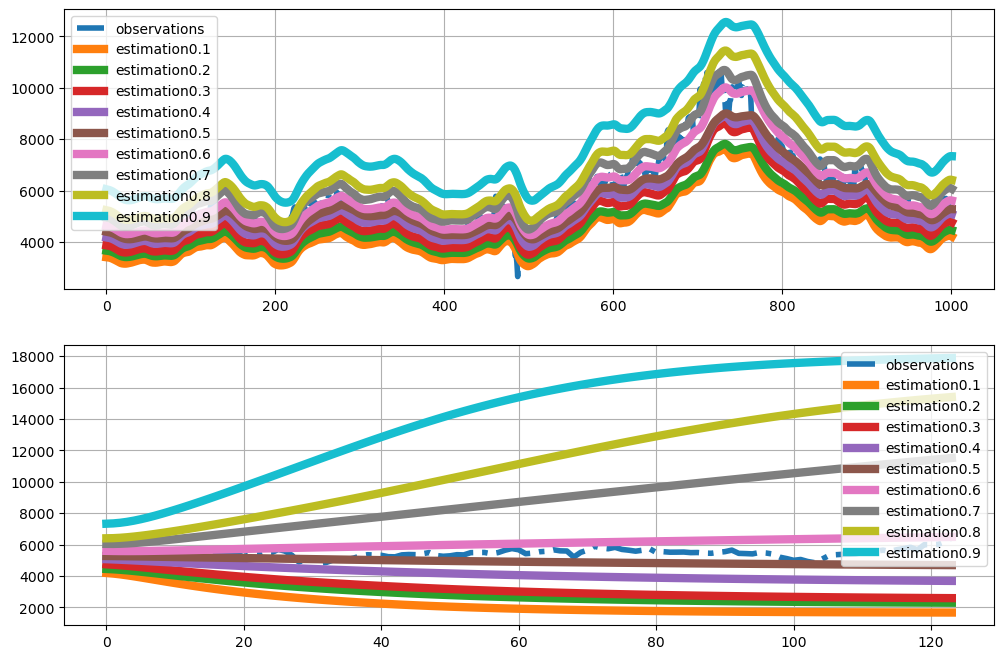 12000
10000
8000
6000
4000
observations
estimation0.1
estimation0.2
estimation0.3
estimation0.4
estimation0.5
estimation0.6
estimation0.7
estimation0.8
estimation0.9
0 200 400 600 800 1000
18000
16000
14000
12000
10000
8000
6000
4000
2000
observations
estimation0.1
estimation0.2
estimation0.3
estimation0.4
estimation0.5
estimation0.6
estimation0.7
estimation0.8
estimation0.9
0 20 40 60 80 100 120